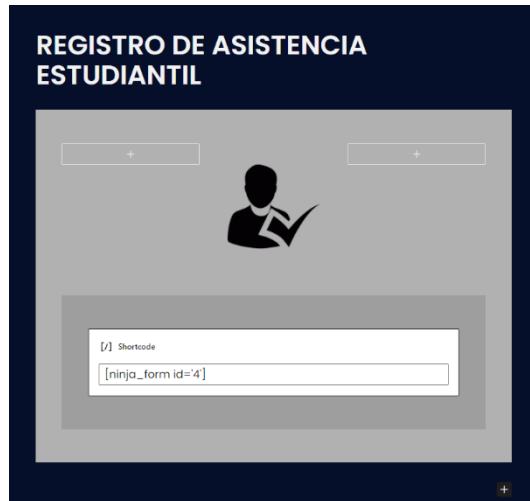 REGISTRO DE ASISTENCIA
ESTUDIANTIL
+
+
[/] Shortcode
[ninja_form id='4']
+